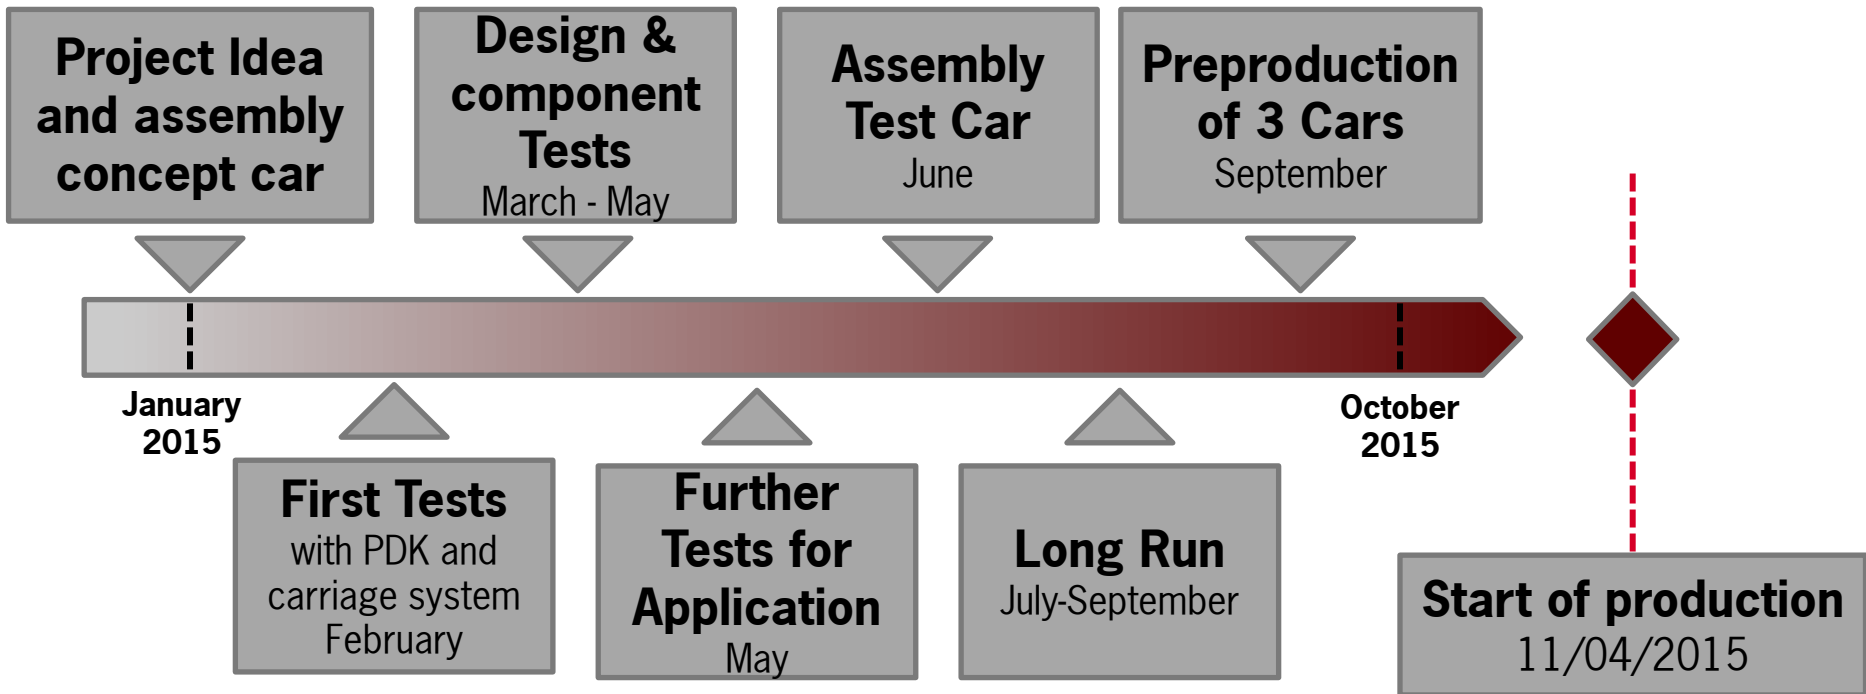 Project Idea
and assembly
concept car
Design &
component
Tests
March - May
Assembly
Test Car
June
Preproduction
of 3 Cars
September
January
2015
October
2015
First Tests
with PDK and
carriage system
February
Further
Tests for
Application
May
Long Run
July-September
Start of production
11/04/2015